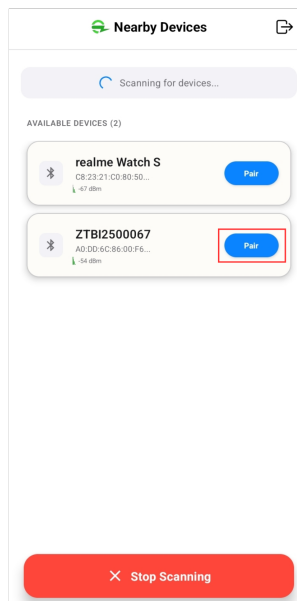 Nearby Devices
Scanning for devices...
AVAILABLE DEVICES (2)
realme Watch S
C8:23:21:C0:80:50...
-67 dBm
Pair
ZTBI2500067
A0:DD:6C:86:00:F6...
-54 dBm
Pair
Stop Scanning